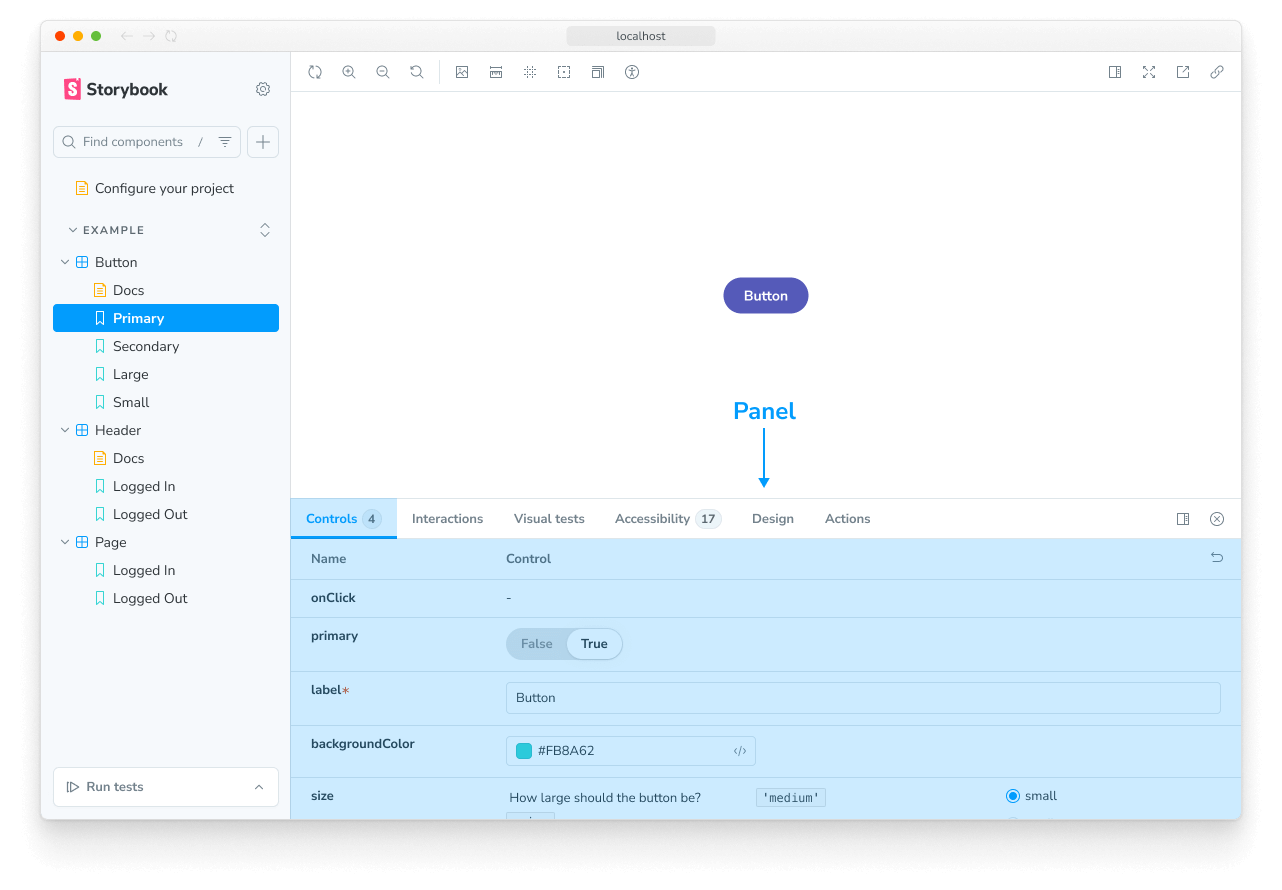 localhost
Storybook
Find components /
Configure your project
EXAMPLE
Button
Docs
Primary
Secondary
Large
Small
Header
Docs
Logged In
Logged Out
Page
Logged In
Logged Out
Run tests
Button
Panel
Controls 4 Interactions Visual tests Accessibility 17 Design Actions
Name Control
onClick -
primary False True
label* Button
backgroundColor #FB8A62 </>
size How large should the button be? 'medium' small